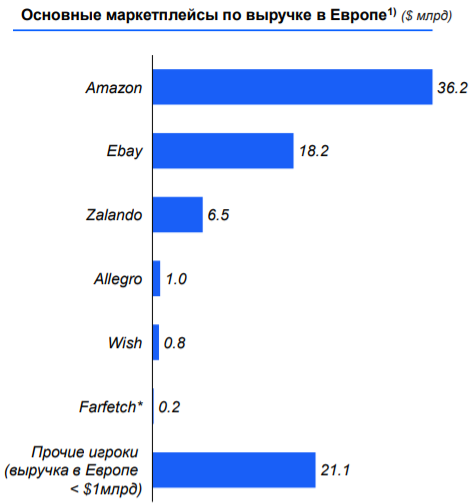 Основные маркетплейсы по выручке в Европе1) ($ млрд)
Amazon 36.2
Ebay 18.2
Zalando 6.5
Allegro 1.0
Wish 0.8
Farfetch* 0.2
Прочие игроки
(выручка в Европе 21.1
< $1млрд)